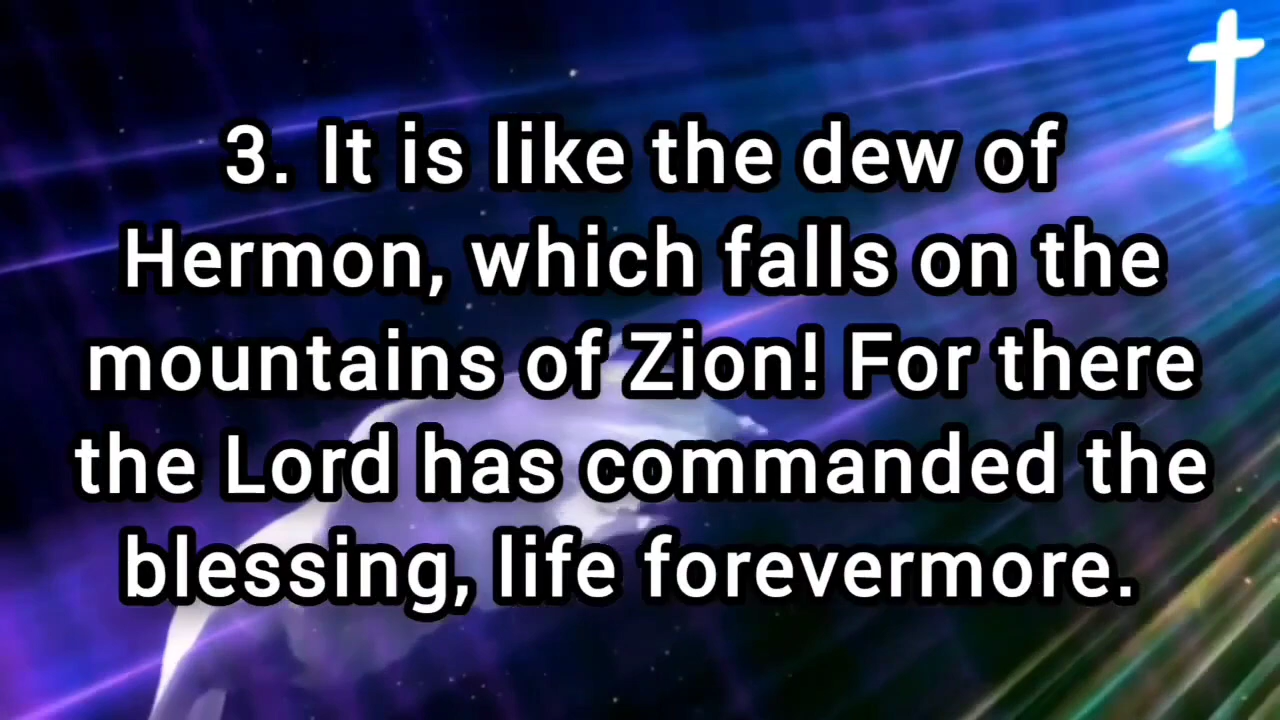 3. It is like the dew of
Hermon, which falls on the
mountains of Zion! For there
the Lord has commanded the
blessing, life forevermore.